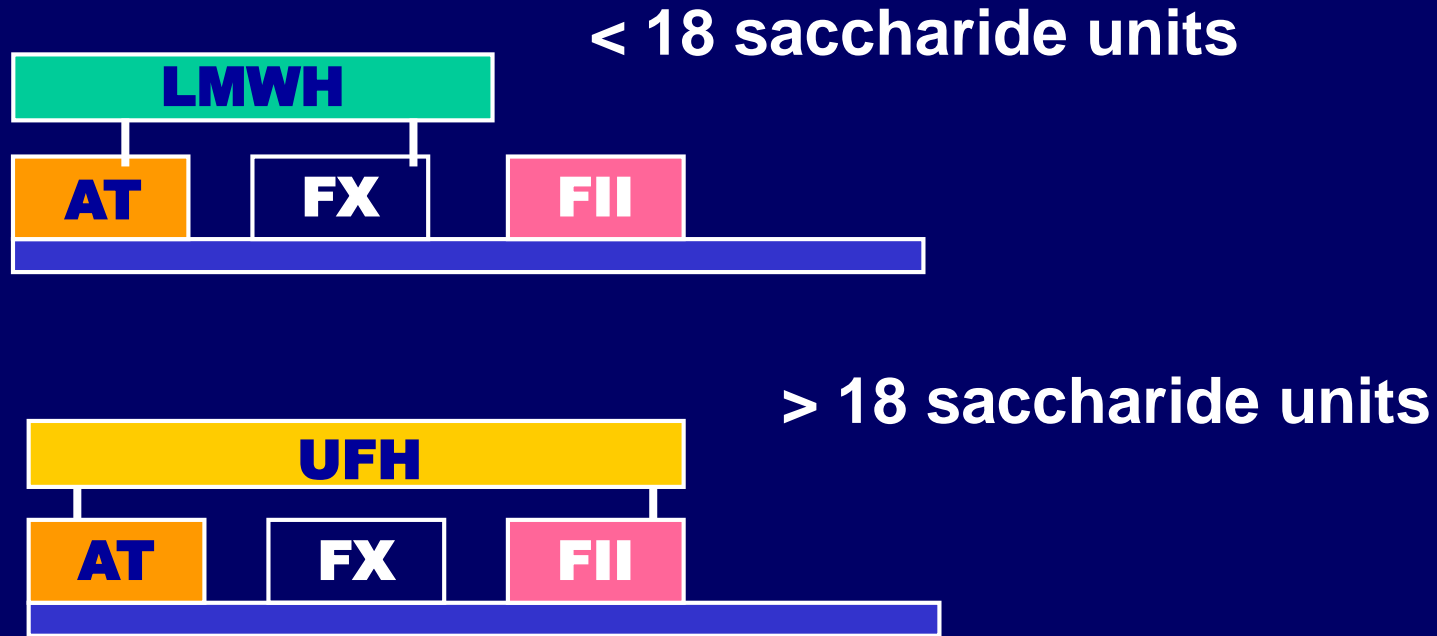 < 18 saccharide units
LMWH
AT FX FII
> 18 saccharide units
UFH
AT FX FII